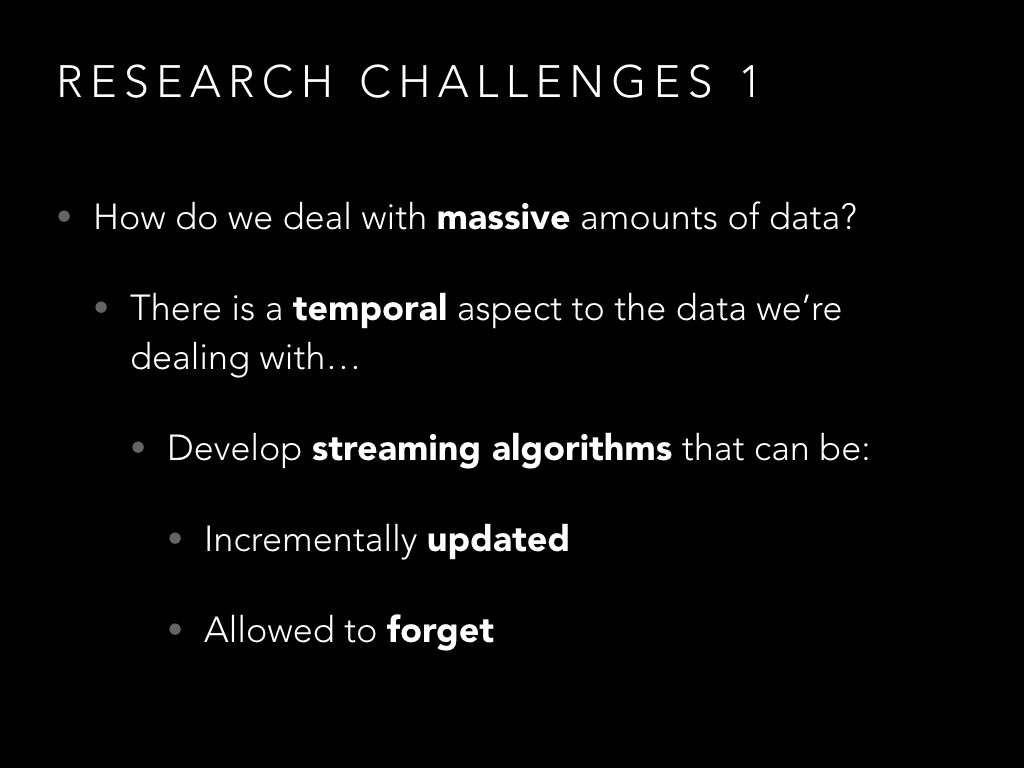 RESEARCH CHALLENGES 1
• How do we deal with massive amounts of data?
• There is a temporal aspect to the data we’re
dealing with…
• Develop streaming algorithms that can be:
• Incrementally updated
• Allowed to forget